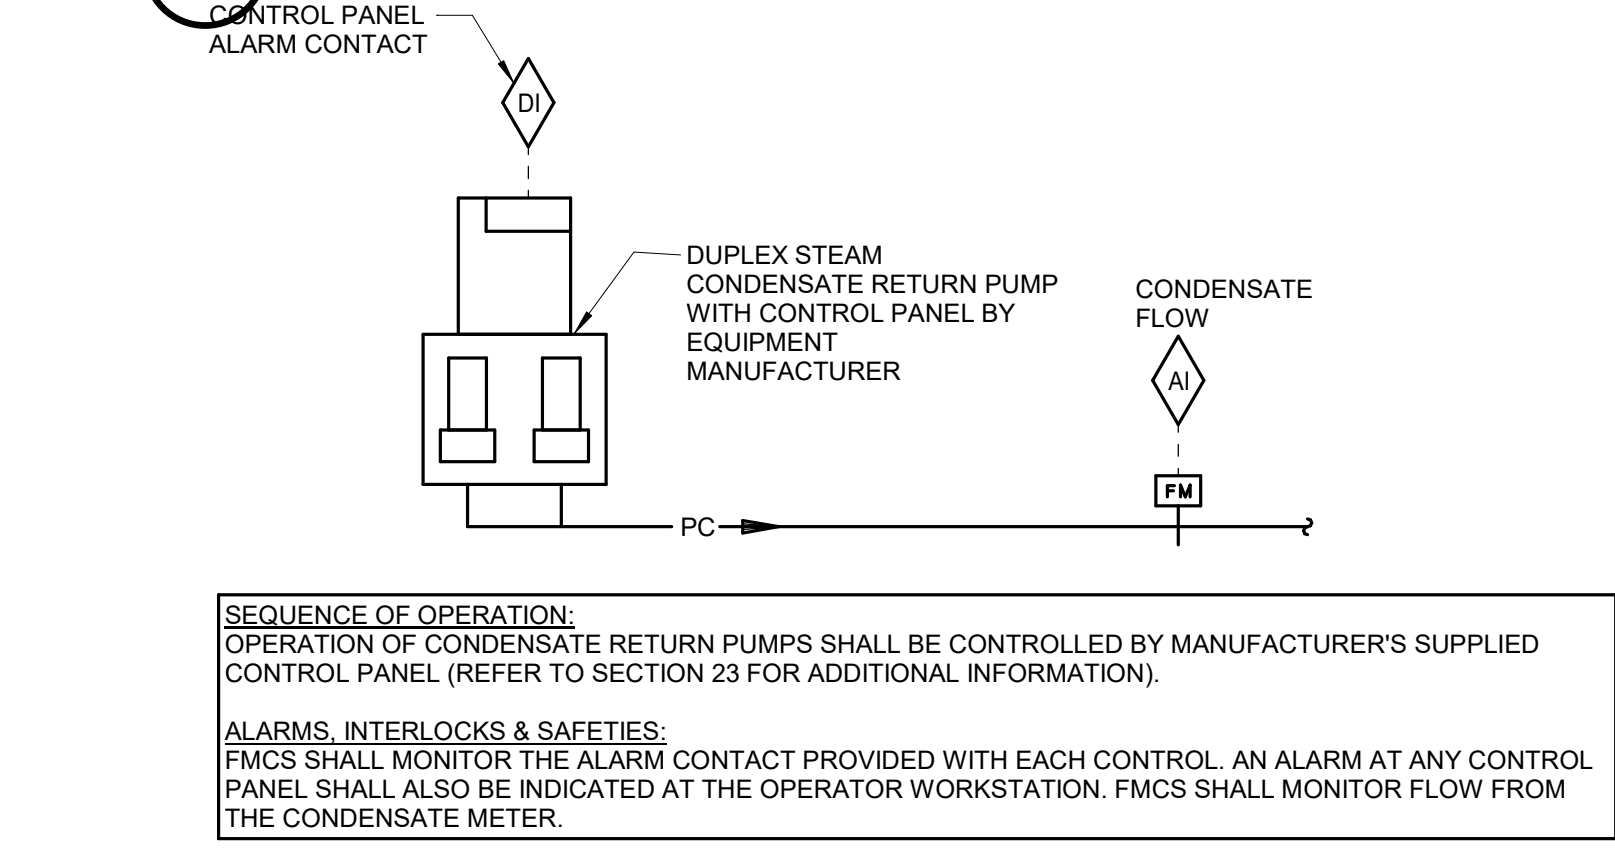 CONTROL PANEL
ALARM CONTACT
DI
DUPLEX STEAM
CONDENSATE RETURN PUMP
WITH CONTROL PANEL BY
EQUIPMENT
MANUFACTURER
CONDENSATE
FLOW
AI
FM
PC
SEQUENCE OF OPERATION:
OPERATION OF CONDENSATE RETURN PUMPS SHALL BE CONTROLLED BY MANUFACTURER'S SUPPLIED
CONTROL PANEL (REFER TO SECTION 23 FOR ADDITIONAL INFORMATION).
ALARMS, INTERLOCKS & SAFETIES:
FMCS SHALL MONITOR THE ALARM CONTACT PROVIDED WITH EACH CONTROL. AN ALARM AT ANY CONTROL
PANEL SHALL ALSO BE INDICATED AT THE OPERATOR WORKSTATION. FMCS SHALL MONITOR FLOW FROM
THE CONDENSATE METER.